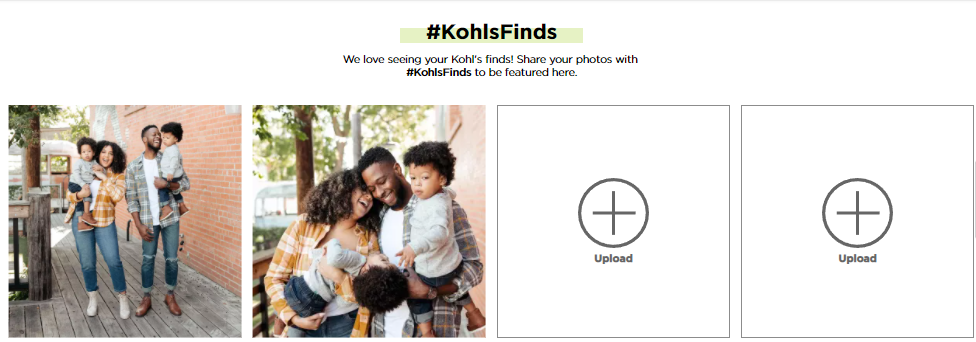 #KohlsFinds
We love seeing your Kohl's finds! Share your photos with
#KohlsFinds to be featured here.
Upload
Upload